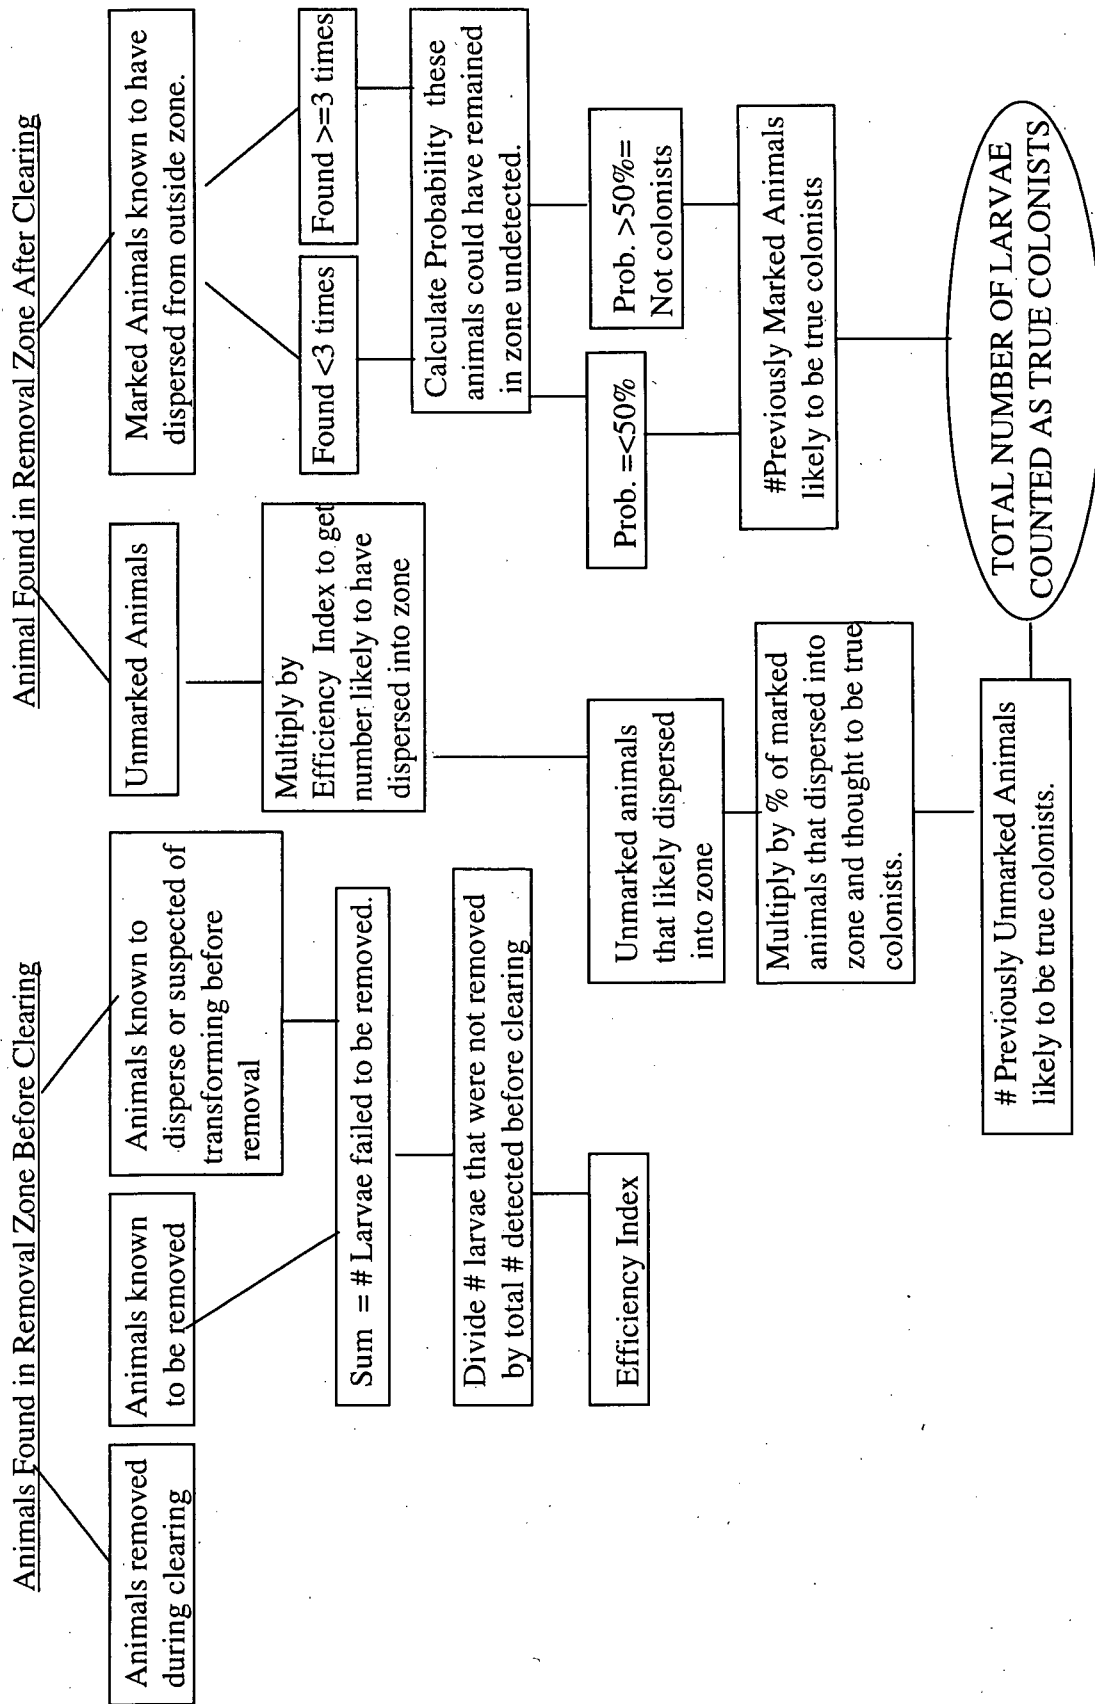 Animals Found in Removal Zone Before Clearing
Animals removed
during clearing
Animals known
to be removed
Animals known to
disperse or suspected of
transforming before
removal
Sum = # Larvae failed to be removed.
Divide # larvae that were not removed
by total # detected before clearing
Efficiency Index
Animal Found in Removal Zone After Clearing
Unmarked Animals
Multiply by
Efficiency Index to get
number likely to have
dispersed into zone
Unmarked animals
that likely dispersed
into zone
Multiply by % of marked
animals that dispersed into
zone and thought to be true
colonists.
# Previously Unmarked Animals
likely to be true colonists.
Marked Animals known to have
dispersed from outside zone.
Found <3 times
Found >=3 times
Calculate Probability these
animals could have remained
in zone undetected.
Prob. =<50%
Prob. >50%=
Not colonists
#Previously Marked Animals
likely to be true colonists
TOTAL NUMBER OF LARVAE
COUNTED AS TRUE COLONISTS